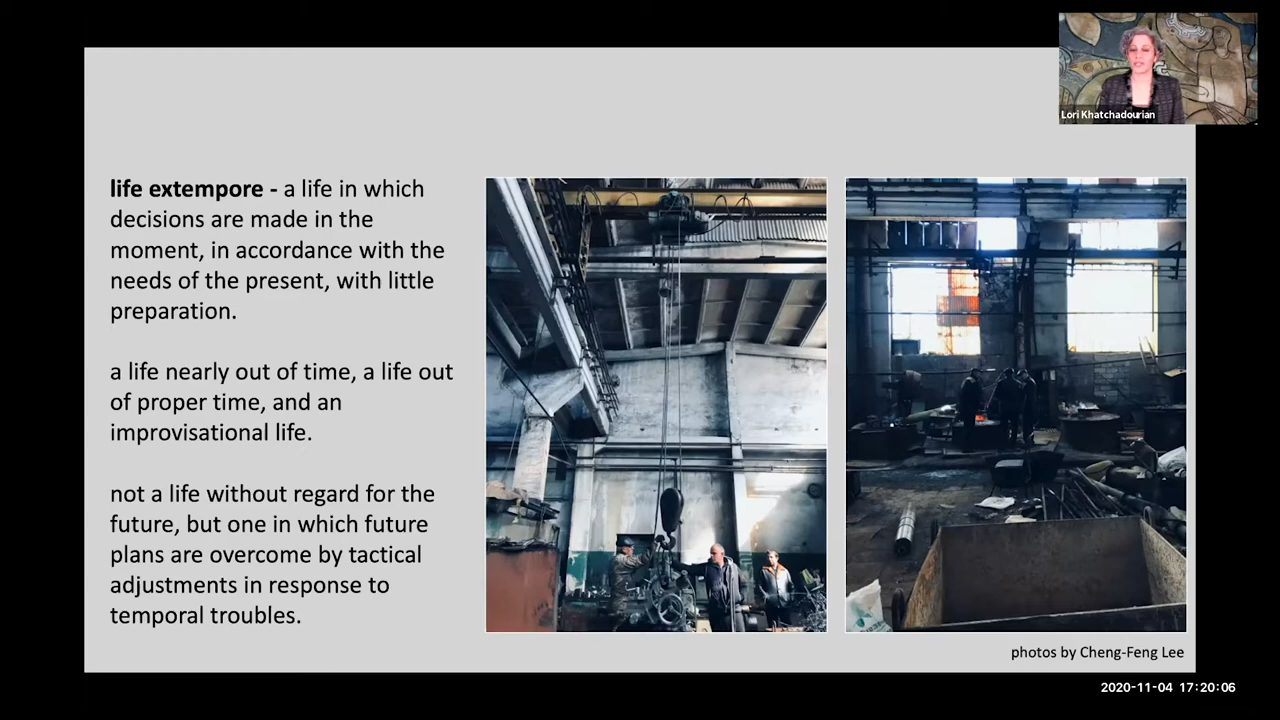 Lori Khatchadourian
life extempore - a life in which
decisions are made in the
moment, in accordance with the
needs of the present, with little
preparation.
a life nearly out of time, a life out
of proper time, and an
improvisational life.
not a life without regard for the
future, but one in which future
plans are overcome by tactical
adjustments in response to
temporal troubles.
photos by Cheng-Feng Lee
2020-11-04 17:20:06